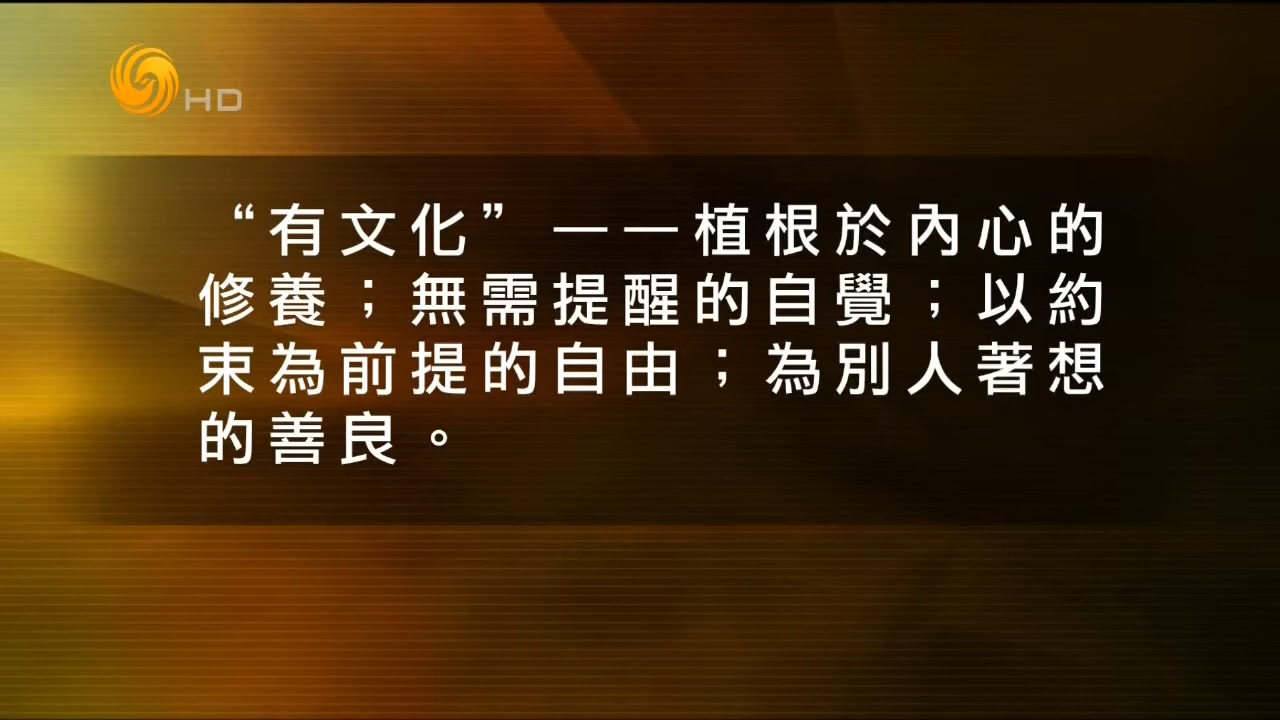 HD
“有文化”——植根於內心的
修養；無需提醒的自覺；以約
束為前提的自由；為別人著想
的善良。